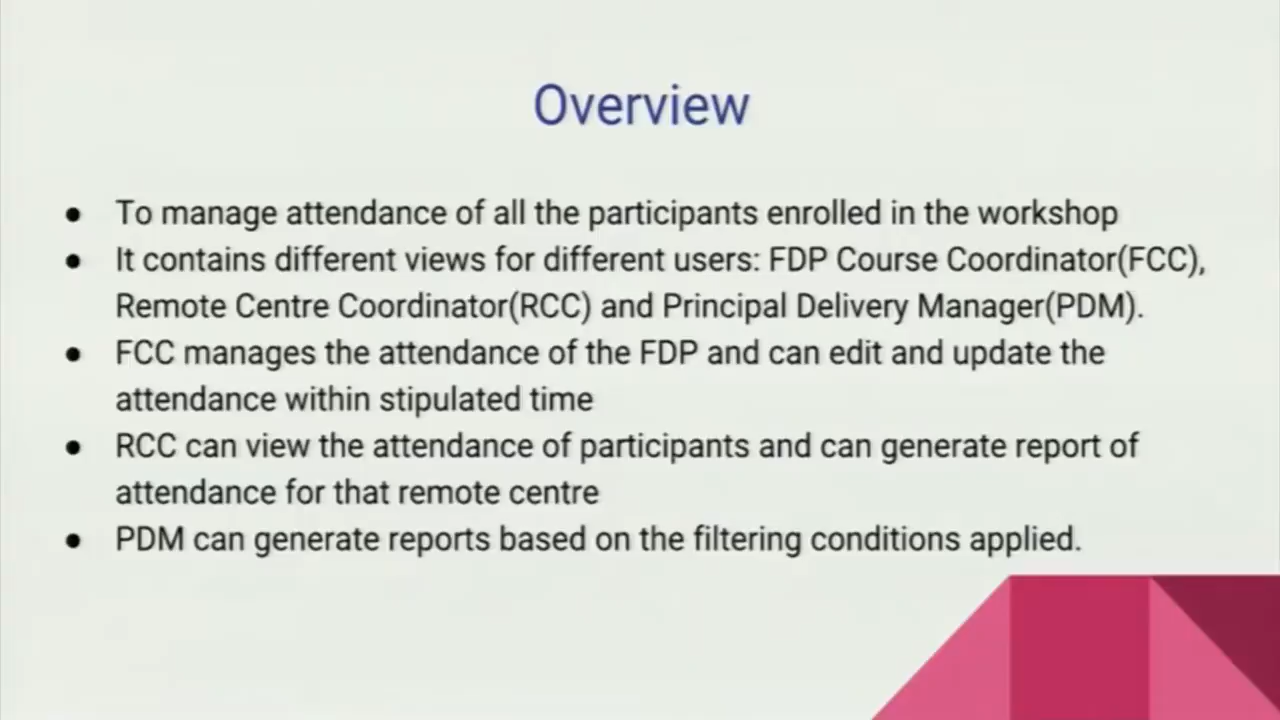 Overview
● To manage attendance of all the participants enrolled in the workshop
● It contains different views for different users: FDP Course Coordinator(FCC),
Remote Centre Coordinator(RCC) and Principal Delivery Manager(PDM).
● FCC manages the attendance of the FDP and can edit and update the
attendance within stipulated time
● RCC can view the attendance of participants and can generate report of
attendance for that remote centre
● PDM can generate reports based on the filtering conditions applied.